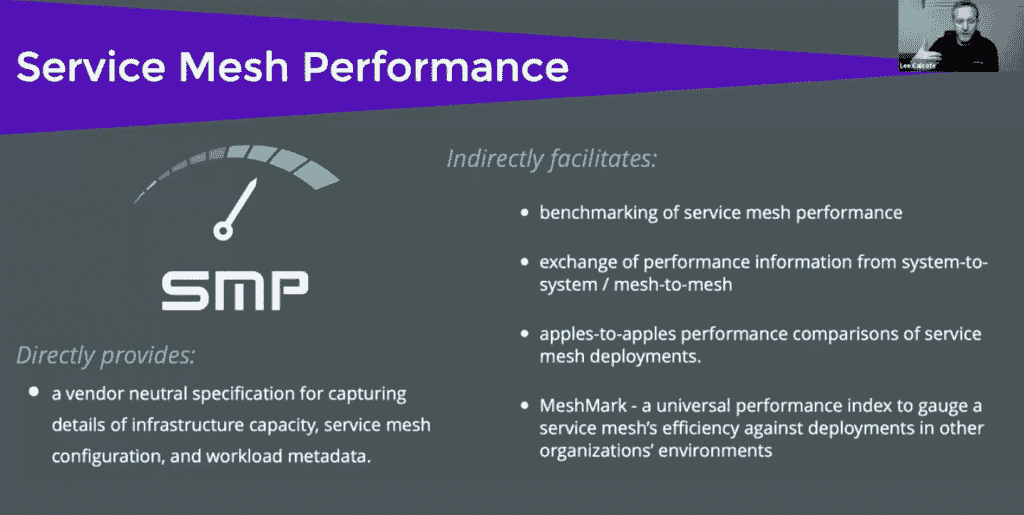 Service Mesh Performance
Lee Calcote
SMP
Directly provides:
• a vendor neutral specification for capturing
details of infrastructure capacity, service mesh
configuration, and workload metadata.
Indirectly facilitates:
• benchmarking of service mesh performance
• exchange of performance information from system-to-
system / mesh-to-mesh
• apples-to-apples performance comparisons of service
mesh deployments.
• MeshMark - a universal performance index to gauge a
service mesh’s efficiency against deployments in other
organizations’ environments